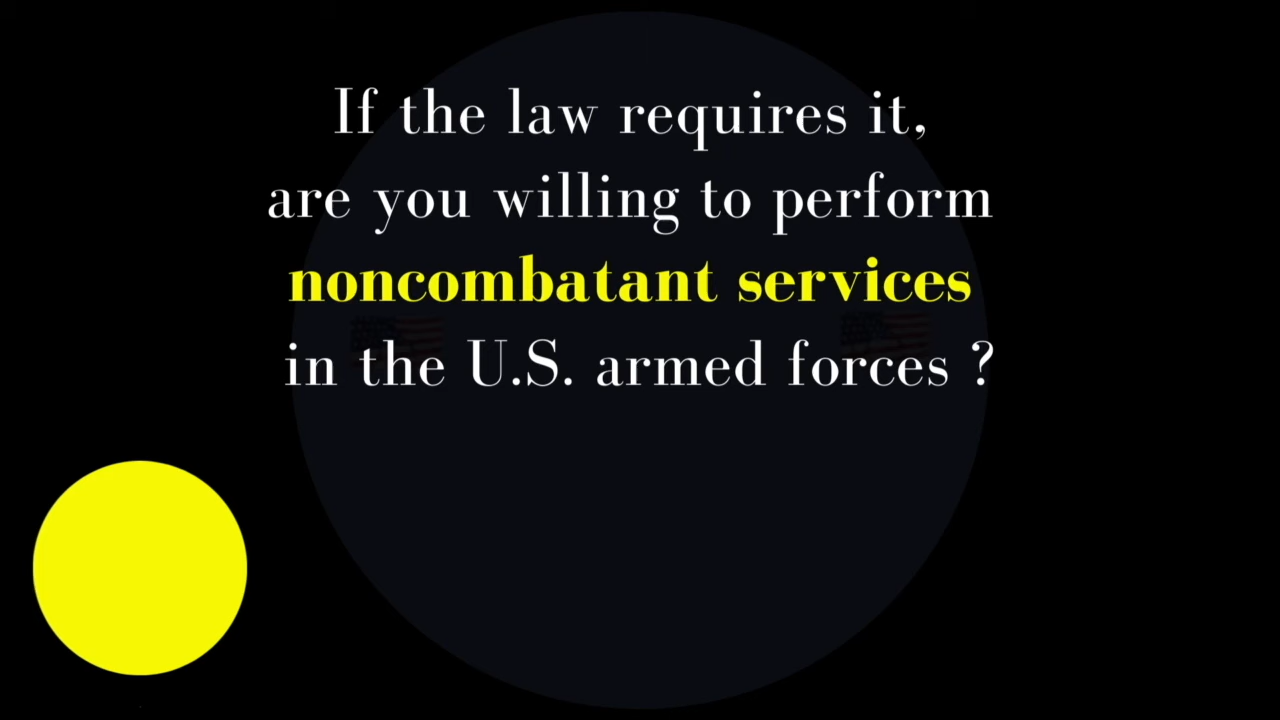 If the law requires it,
are you willing to perform
noncombatant services
in the U.S. armed forces ?